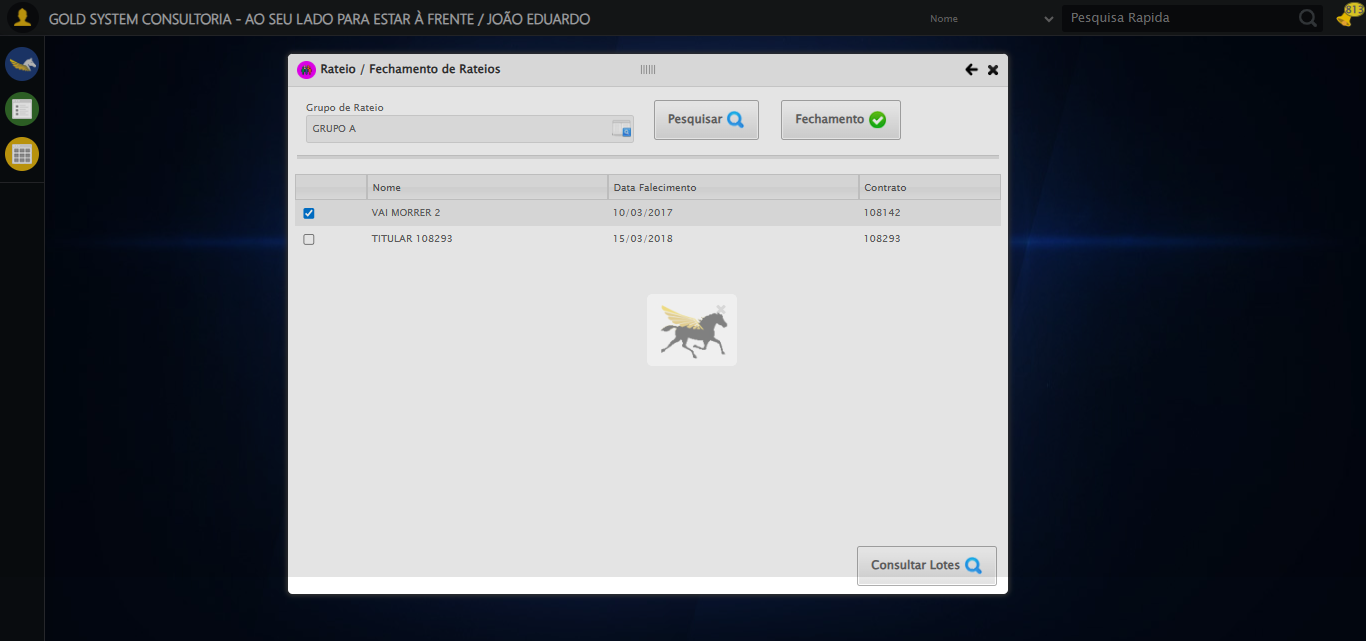 GOLD SYSTEM CONSULTORIA - AO SEU LADO PARA ESTAR À FRENTE / JOÃO EDUARDO
Nome
Pesquisa Rapida
813
Rateio / Fechamento de Rateios
Grupo de Rateio
GRUPO A
Pesquisar
Fechamento
Nome Data Falecimento Contrato
VAI MORRER 2 10/03/2017 108142
TITULAR 108293 15/03/2018 108293
Consultar Lotes